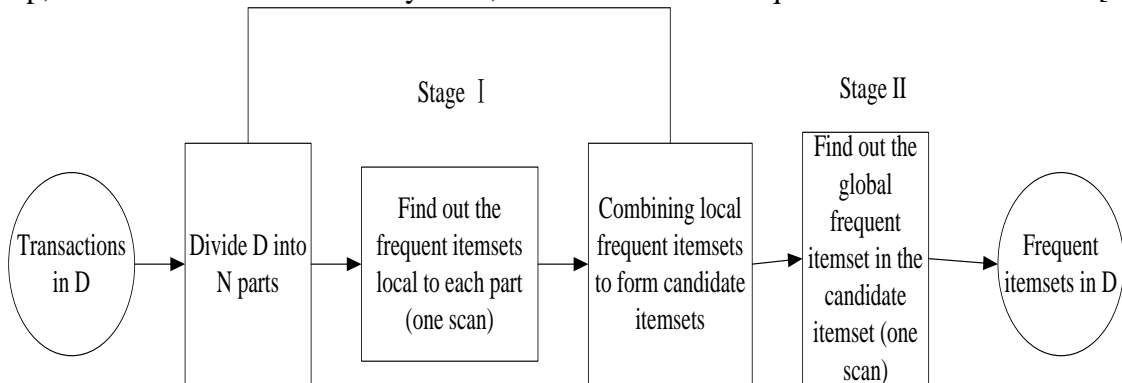 Stage Ⅰ
Stage II
Transactions
in D
Divide D into
N parts
Find out the
frequent itemsets
local to each part
(one scan)
Combining local
frequent itemsets
to form candidate
itemsets
Find out the
global
frequent
itemset in the
candidate
itemset (one
scan)
Frequent
itemsets in D